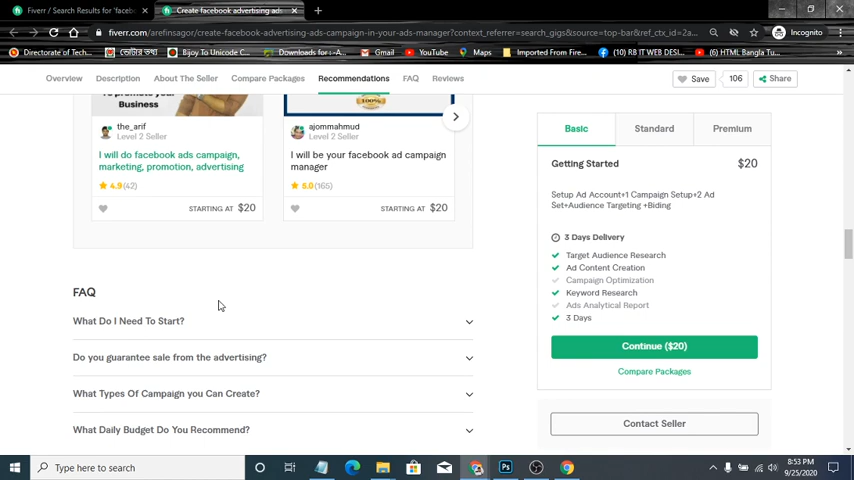 Fiverr / Search Results for 'faceb
Create facebook advertising ads
fiverr.com/arefinsagor/create-facebook-advertising-ads-campaign-in-your-ads-manager?context_referrer=search_gigs&source=top-bar&ref_ctx_id=2a...
Incognito
Directorate of Tech...
ভোক্তার ভোগ্য
Bijoy To Unicode C...
Downloads for : -A...
Gmail
YouTube
Maps
Imported From Fire...
(10) RB IT WEBI DESI...
(5) HTML Bangla Tu...
Overview
Description
About The Seller
Compare Packages
Recommendations
FAQ
Reviews
Save
106
Share
your
Business
100%
the_arif
Level 2 Seller
ajommahmud
Level 2 Seller
I will do facebook ads campaign,
marketing, promotion, advertising
I will be your facebook ad campaign
manager
4.9(42)
5.0(165)
STARTING AT $20
STARTING AT $20
FAQ
What Do I Need To Start?
Do you guarantee sale from the advertising?
What Types Of Campaign you Can Create?
What Daily Budget Do You Recommend?
Basic
Standard
Premium
Getting Started
$20
Setup Ad Account+1 Campaign Setup+2 Ad
Set+Audience Targeting +Biding
3 Days Delivery
Target Audience Research
Ad Content Creation
Campaign Optimization
Keyword Research
Ads Analytical Report
3 Days
Continue ($20)
Compare Packages
Contact Seller
Type here to search
8:53 PM
9/25/2020